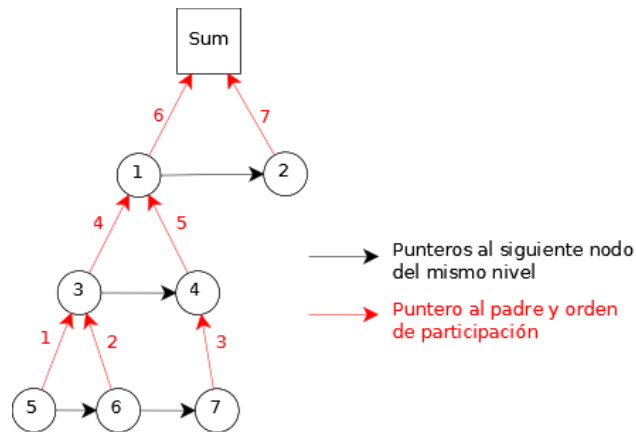 Sum
6
7
1
2
4
5
Punteros al siguiente nodo
del mismo nivel
3
4
Puntero al padre y orden
de participación
1
2
3
5
6
7